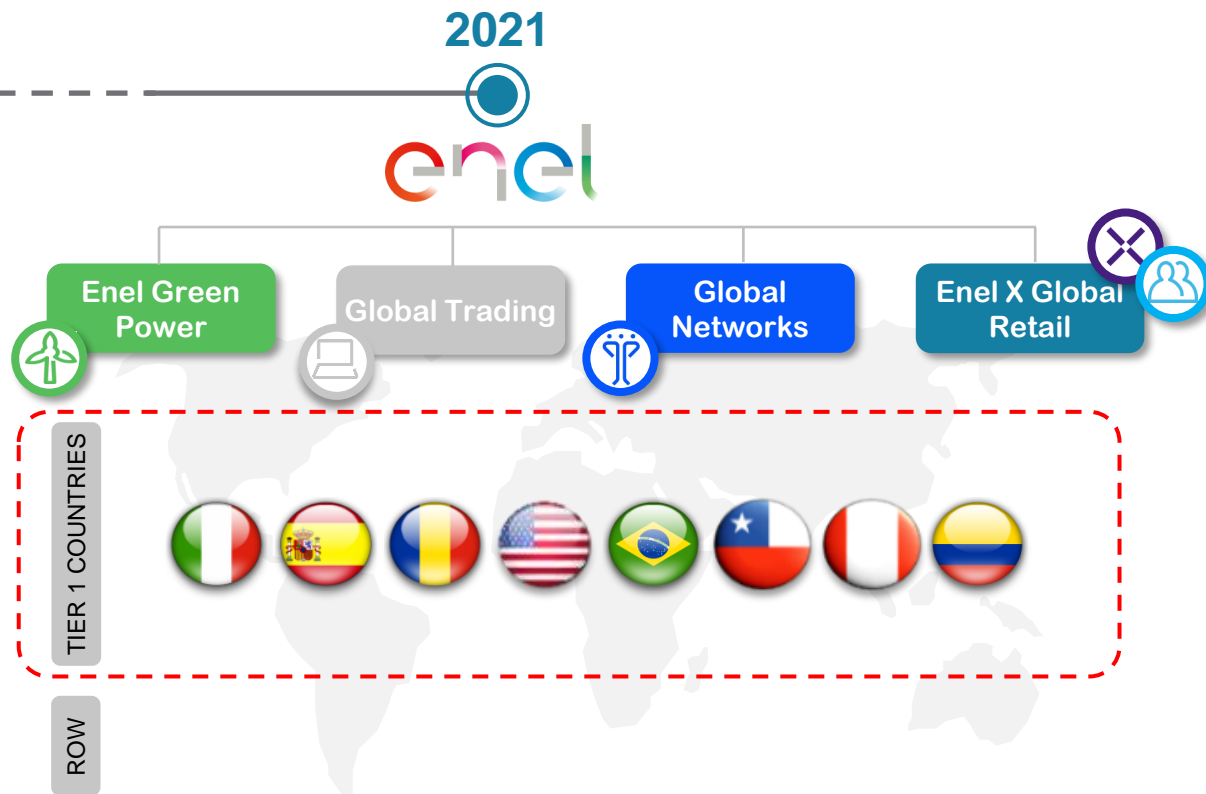 2021
enel
Enel Green
Power
Global Trading
Global
Networks
Enel X Global
Retail
TIER 1 COUNTRIES
ROW